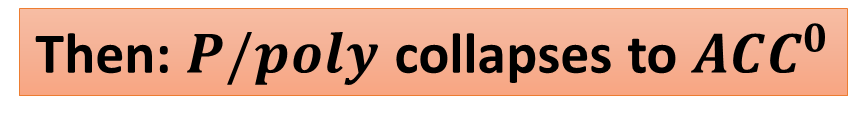 Then: P/poly collapses to ACC⁰